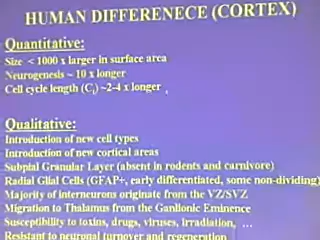 HUMAN DIFFERENECE (CORTEX)
Quantitative:
Size < 1000 x larger in surface area
Neurogenesis ~ 10 x longer
Cell cycle length (Ct) ~2-4 x longer
Qualitative:
Introduction of new cell types
Introduction of new cortical areas
Subpial Granular Layer (absent in rodents and carnivore)
Radial Glial Cells (GFAP+, early differentiated, some non-dividing)
Majority of interneurons originate from the VZ/SVZ
Migration to Thalamus from the Ganlionic Eminence
Susceptibility to toxins, drugs, viruses, irradiation, ...
Resistant to neuronal turnover and regeneration